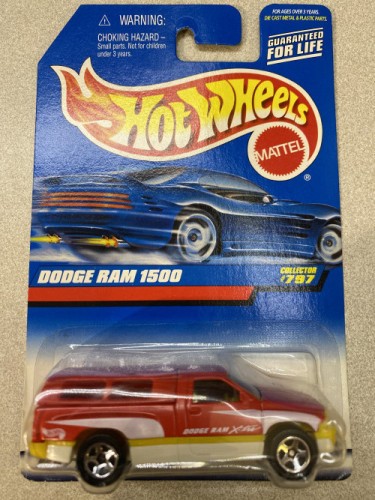 WARNING:
CHOKING HAZARD –
Small parts. Not for children
under 3 years.
FOR AGES OVER 3 YEARS.
DIE CAST METAL & PLASTIC PARTS.
GUARANTEED
FOR LIFE
Hot Wheels
MATTEL
®
DODGE RAM 1500
COLLECTOR
#797
DODGE RAM